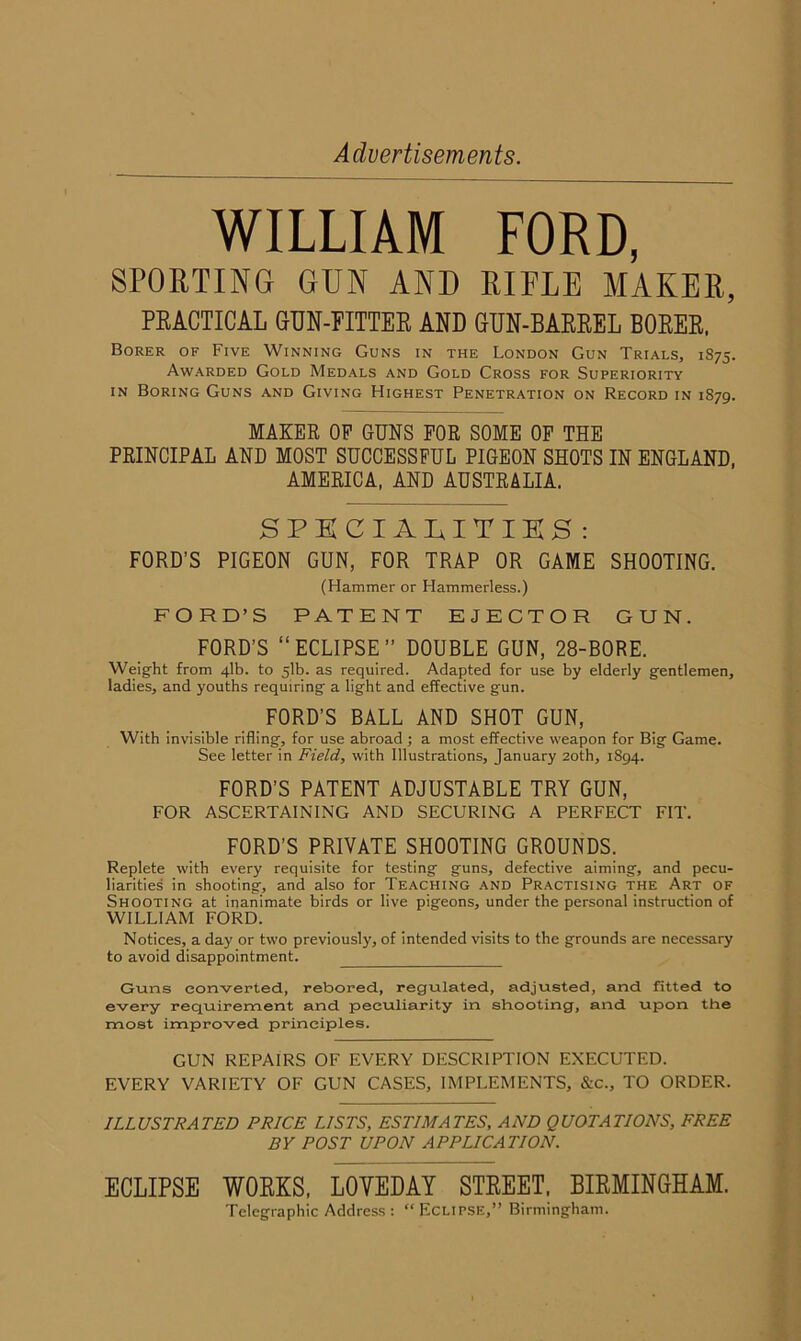 Advertisements.
WILLIAM FORD,
SPORTING GUN AND RIFLE MAKER,
PRACTICAL GUN-FITTER AND GUN-BARREL BORER.
BORER OF FIVE WINNING GUNS IN THE LONDON GUN TRIALS, 1875.
AWARDED GOLD MEDALS AND GOLD CROSS FOR SUPERIORITY
IN BORING GUNS AND GIVING HIGHEST PENETRATION ON RECORD IN 1879.
MAKER OF GUNS FOR SOME OF THE
PRINCIPAL AND MOST SUCCESSFUL PIGEON SHOTS IN ENGLAND,
AMERICA, AND AUSTRALIA.
SPECIALITIES:
FORD'S PIGEON GUN, FOR TRAP OR GAME SHOOTING.
(Hammer or Hammerless.)
FORD'S PATENT EJECTOR GUN.
FORD'S "ECLIPSE" DOUBLE GUN, 28-BORE.
Weight from 4lb. to 5lb. as required. Adapted for use by elderly gentlemen,
ladies, and youths requiring a light and effective gun.
FORD'S BALL AND SHOT GUN,
With invisible rifling, for use abroad ; a most effective weapon for Big Game.
See letter in Field, with Illustrations, January 20th, 1894.
FORD'S PATENT ADJUSTABLE TRY GUN,
FOR ASCERTAINING AND SECURING A PERFECT FIT.
FORD'S PRIVATE SHOOTING GROUNDS.
Replete with every requisite for testing guns, defective aiming, and pecu-
liarities in shooting, and also for TEACHING AND PRACTISING THE ART OF
SHOOTING at inanimate birds or live pigeons, under the personal instruction of
WILLIAM FORD.
Notices, a day or two previously, of intended visits to the grounds are necessary
to avoid disappointment.
Guns converted, rebored, regulated, adjusted, and fitted to
every requirement and peculiarity in shooting, and upon the
most improved principles.
GUN REPAIRS OF EVERY DESCRIPTION EXECUTED.
EVERY VARIETY OF GUN CASES, IMPLEMENTS, &c., TO ORDER.
ILLUSTRATED PRICE LISTS, ESTIMATES, AND QUOTATIONS, FREE
BY POST UPON APPLICATION.
ECLIPSE WORKS, LOVEDAY STREET, BIRMINGHAM.
Telegraphic Address : "ECLIPSE," Birmingham.